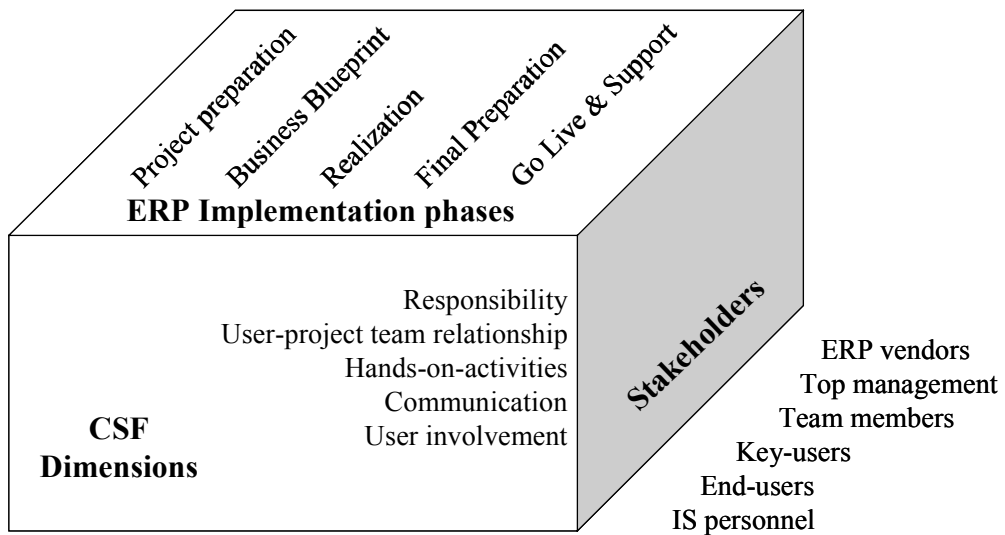 Project preparation
Business Blueprint
Realization
Final Preparation
Go Live & Support
ERP Implementation phases
Responsibility
User-project team relationship
Hands-on-activities
Communication
User involvement
CSF
Dimensions
Stakeholders
ERP vendors
Top management
Team members
Key-users
End-users
IS personnel